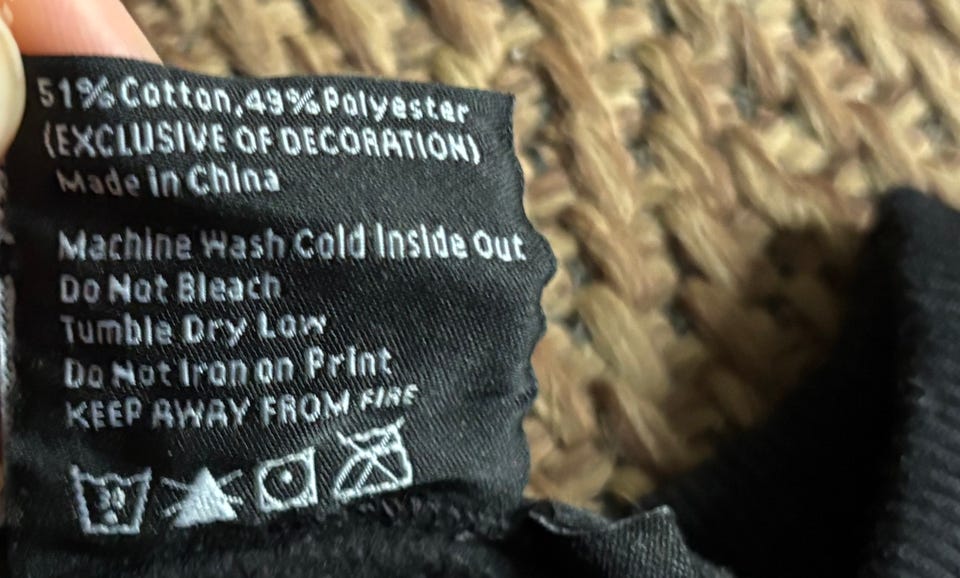 51% Cotton,49% Polyester
(EXCLUSIVE OF DECORATION)
Made in China
Machine Wash Cold Inside Out
Do Not Bleach
Tumble Dry Low
Do Not Iron on Print
KEEP AWAY FROM FIRE
30